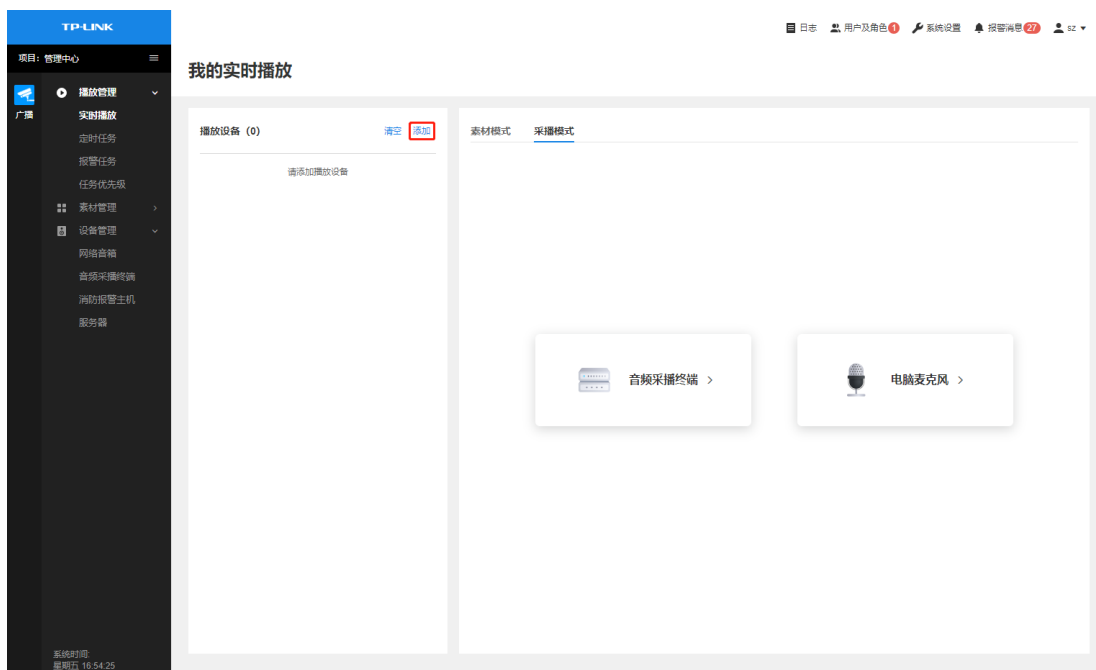 TP-LINK
日志 用户及角色 1 系统设置 报警消息 27 sz
项目: 管理中心
我的实时播放
广播
播放管理
实时播放
定时任务
报警任务
任务优先级
素材管理
设备管理
网络音箱
音频采播终端
消防报警主机
服务器
播放设备 (0) 清空 添加
请添加播放设备
素材模式 采播模式
音频采播终端
电脑麦克风
系统时间:
星期五 16:54:25